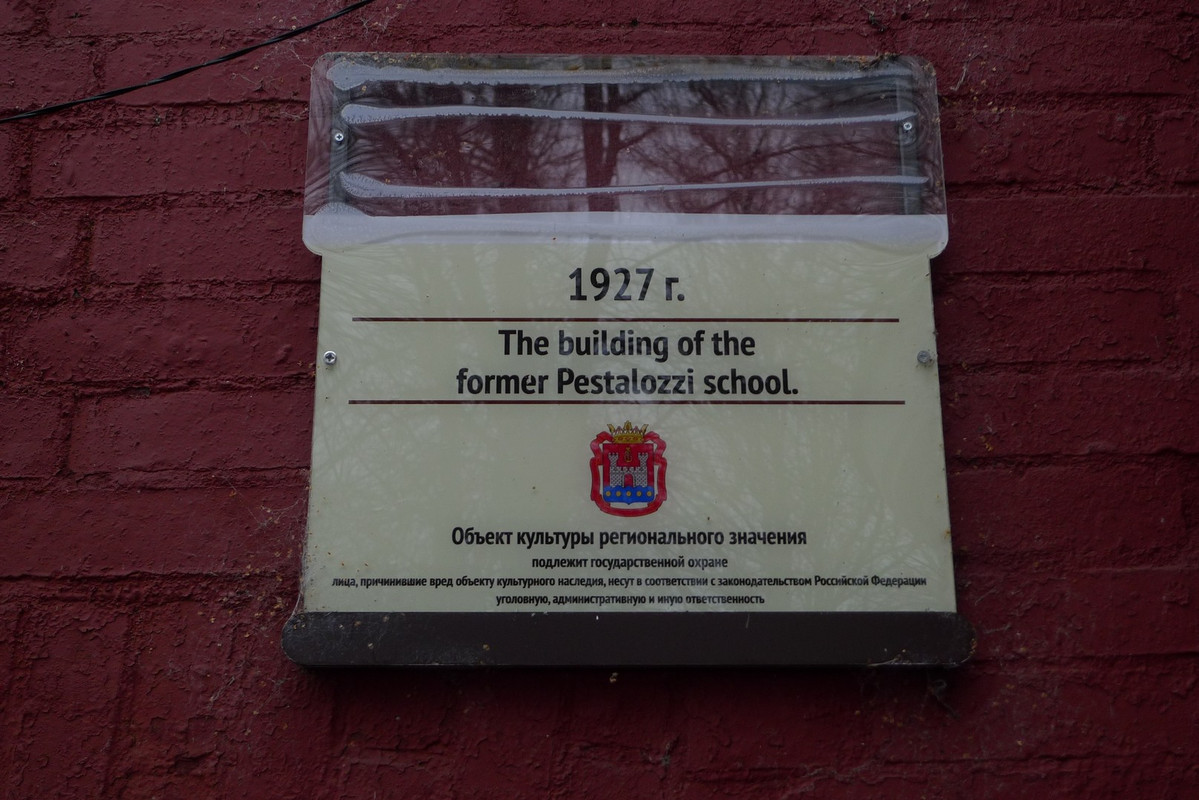 1927 г.
The building of the
former Pestalozzi school.
Объект культуры регионального значения
подлежит государственной охране
лица, причинившие вред объекту культурного наследия, несут в соответствии с законодательством Российской Федерации
уголовную, административную и иную ответственность